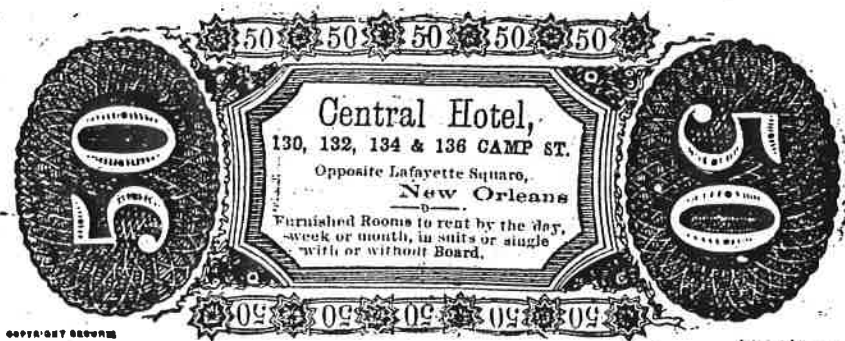 50 50 50 50 50
50
Central Hotel,
130, 132, 134 & 136 CAMP ST.
Opposite Lafayette Square,
New Orleans
Furnished Rooms to rent by the day,
week or month, in suits or single
with or without Board.
50
50 50 50 50 50